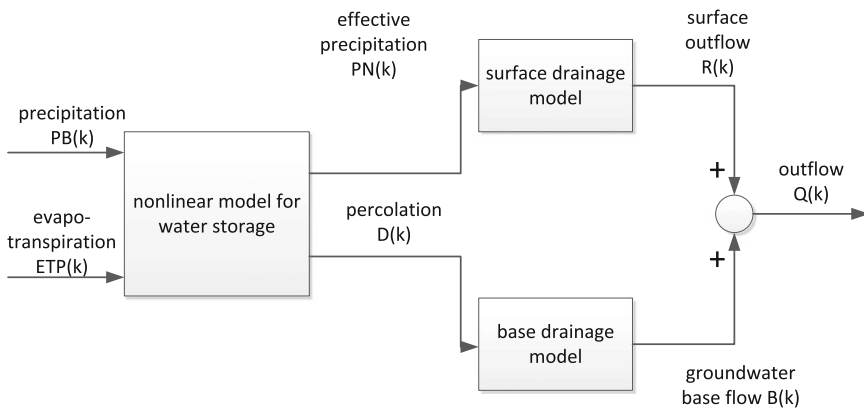 precipitation
PB(k)
evapo-
transpiration
ETP(k)
nonlinear model for
water storage
effective
precipitation
PN(k)
percolation
D(k)
surface drainage
model
base drainage
model
surface
outflow
R(k)
+
+
outflow
Q(k)
groundwater
base flow B(k)